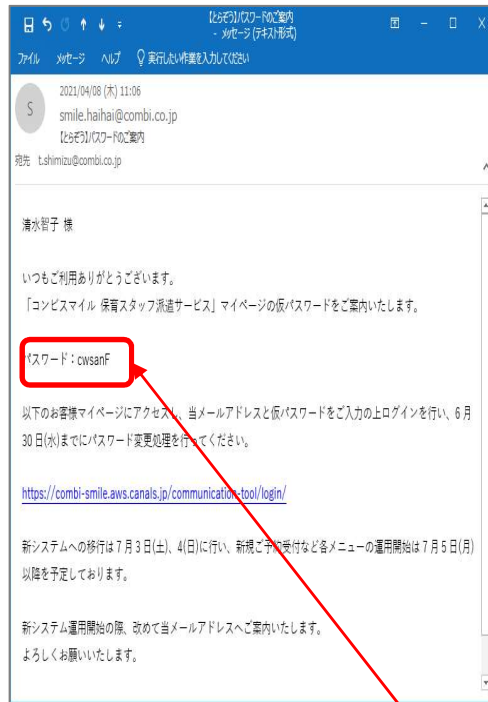 【とらぞう】パスワードのご案内
- メッセージ (テキスト形式)
ファイル メッセージ ヘルプ 実行したい作業を入力してください
2021/04/08 (木) 11:06
S
smile.haihai@combi.co.jp
【とらぞう】パスワードのご案内
宛先 t.shimizu@combi.co.jp
清水智子 様
いつもご利用ありがとうございます。
「コンビスマイル 保育スタッフ派遣サービス」マイページの仮パスワードをご案内いたします。
パスワード：cwsanF
以下のお客様マイページにアクセスし、当メールアドレスと仮パスワードをご入力の上ログインを行い、6月
30日(水)までにパスワード変更処理を行ってください。
https://combi-smile.aws.canals.jp/communication-tool/login/
新システムへの移行は7月3日(土)、4(日)に行い、新規ご予約受付など各メニューの運用開始は7月5日(月)
以降を予定しております。
新システム運用開始の際、改めて当メールアドレスへご案内いたします。
よろしくお願いいたします。